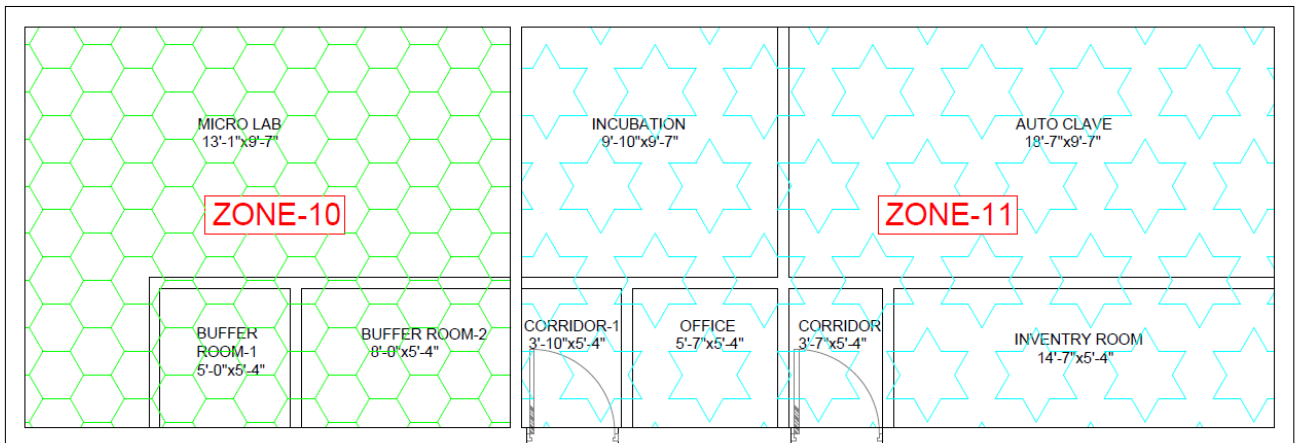 MICRO LAB
13'-1"x9'-7"
INCUBATION
9'-10"x9'-7"
AUTO CLAVE
18'-7"x9'-7"
ZONE-10
ZONE-11
BUFFER
ROOM-1
5'-0"x5'-4"
BUFFER ROOM-2
8'-0"x5'-4"
CORRIDOR-1
3'-10"x5'-4"
OFFICE
5'-7"x5'-4"
CORRIDOR
3'-7"x5'-4"
INVENTRY ROOM
14'-7"x5'-4"